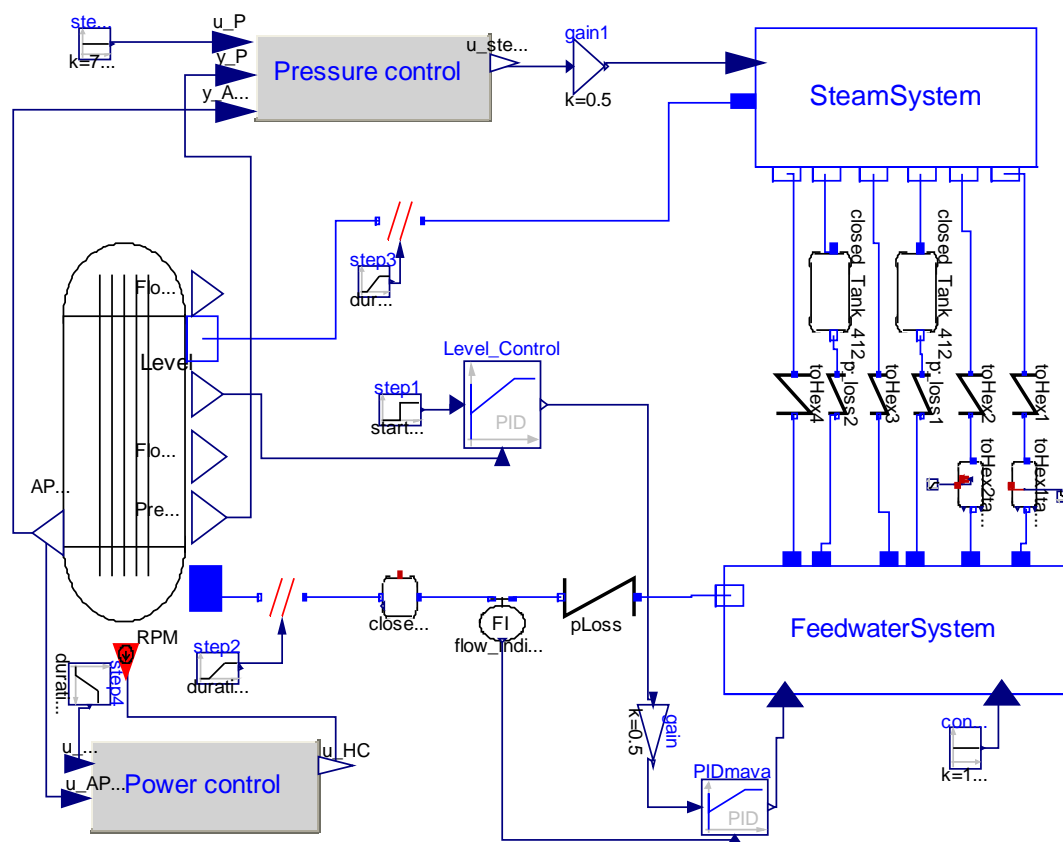 ste...
k=7...
u_P
y_P
y_A...
Pressure control
u_ste...
gain1
k=0.5
SteamSystem
closed_Tank_412
closed_Tank_412
step3
dur...
Flo...
Level
Flo...
Pre...
AP...
Level_Control
PID
step1
start...
toHex4
p_loss2
toHex3
p_loss1
toHex2
toHex1
toHex2ta...
toHex1ta...
FeedwaterSystem
close...
FI
flow_Indi...
pLoss
step2
durati...
RPM
durati...
step4
u_...
u_AP...
Power control
u_HC
k=0.5
gain
PIDmava
PID
con...
k=1...